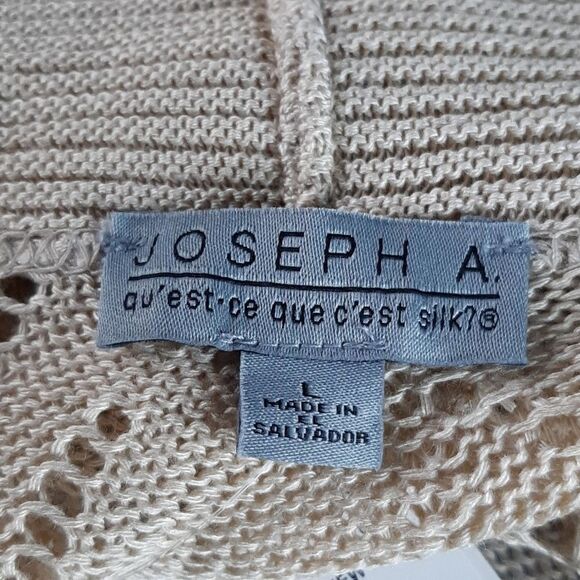 JOSEPH A.
qu'est-ce que c'est silk?®
L
MADE IN
EL
SALVADOR